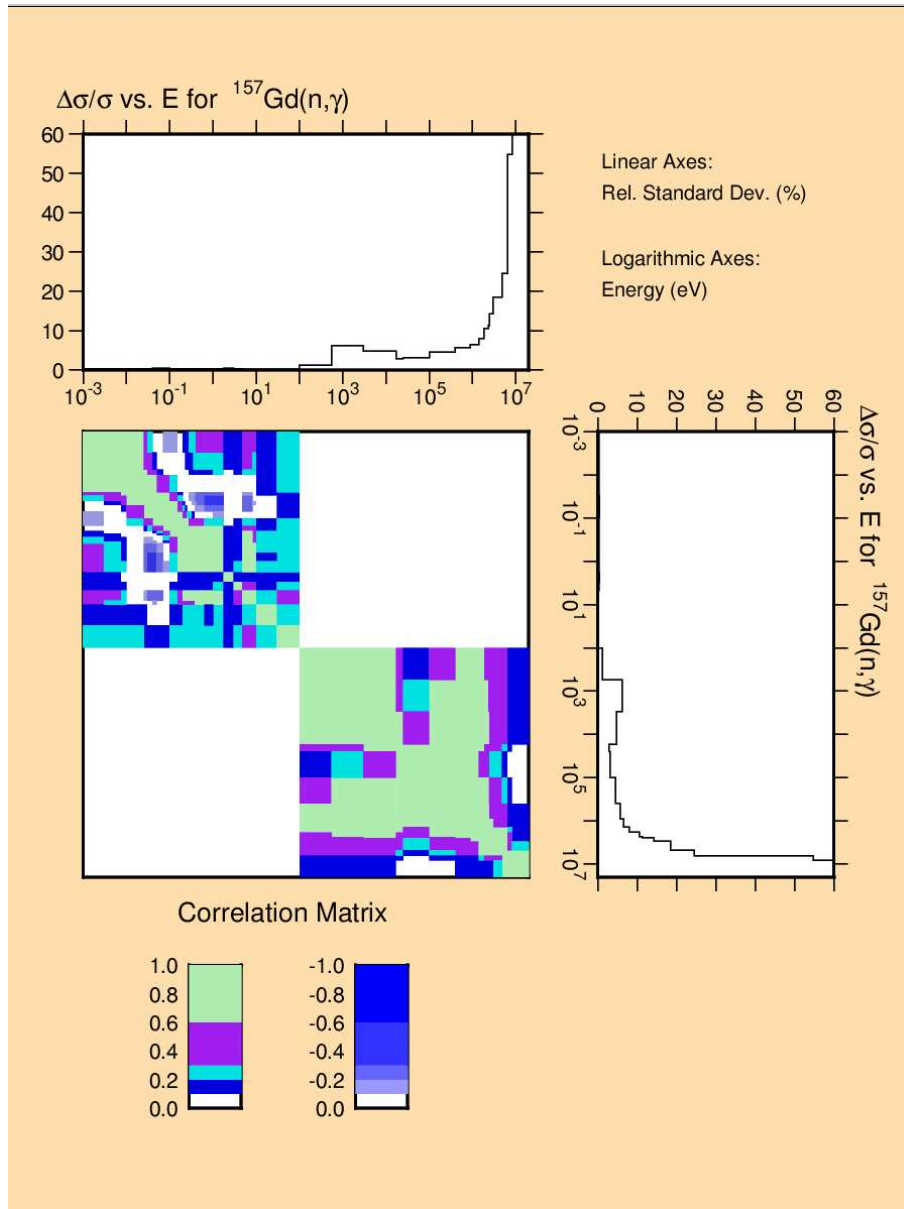 Δσ/σ vs. E for ¹⁵⁷Gd(n,γ)
60
50
40
30
20
10
0
10⁻³ 10⁻¹ 10¹ 10³ 10⁵ 10⁷
Linear Axes:
Rel. Standard Dev. (%)
Logarithmic Axes:
Energy (eV)
0 10 20 30 40 50 60
Δσ/σ vs. E for ¹⁵⁷Gd(n,γ)
10⁻³
10⁻¹
10¹
10³
10⁵
10⁷
Correlation Matrix
1.0 -1.0
0.8 -0.8
0.6 -0.6
0.4 -0.4
0.2 -0.2
0.0 0.0